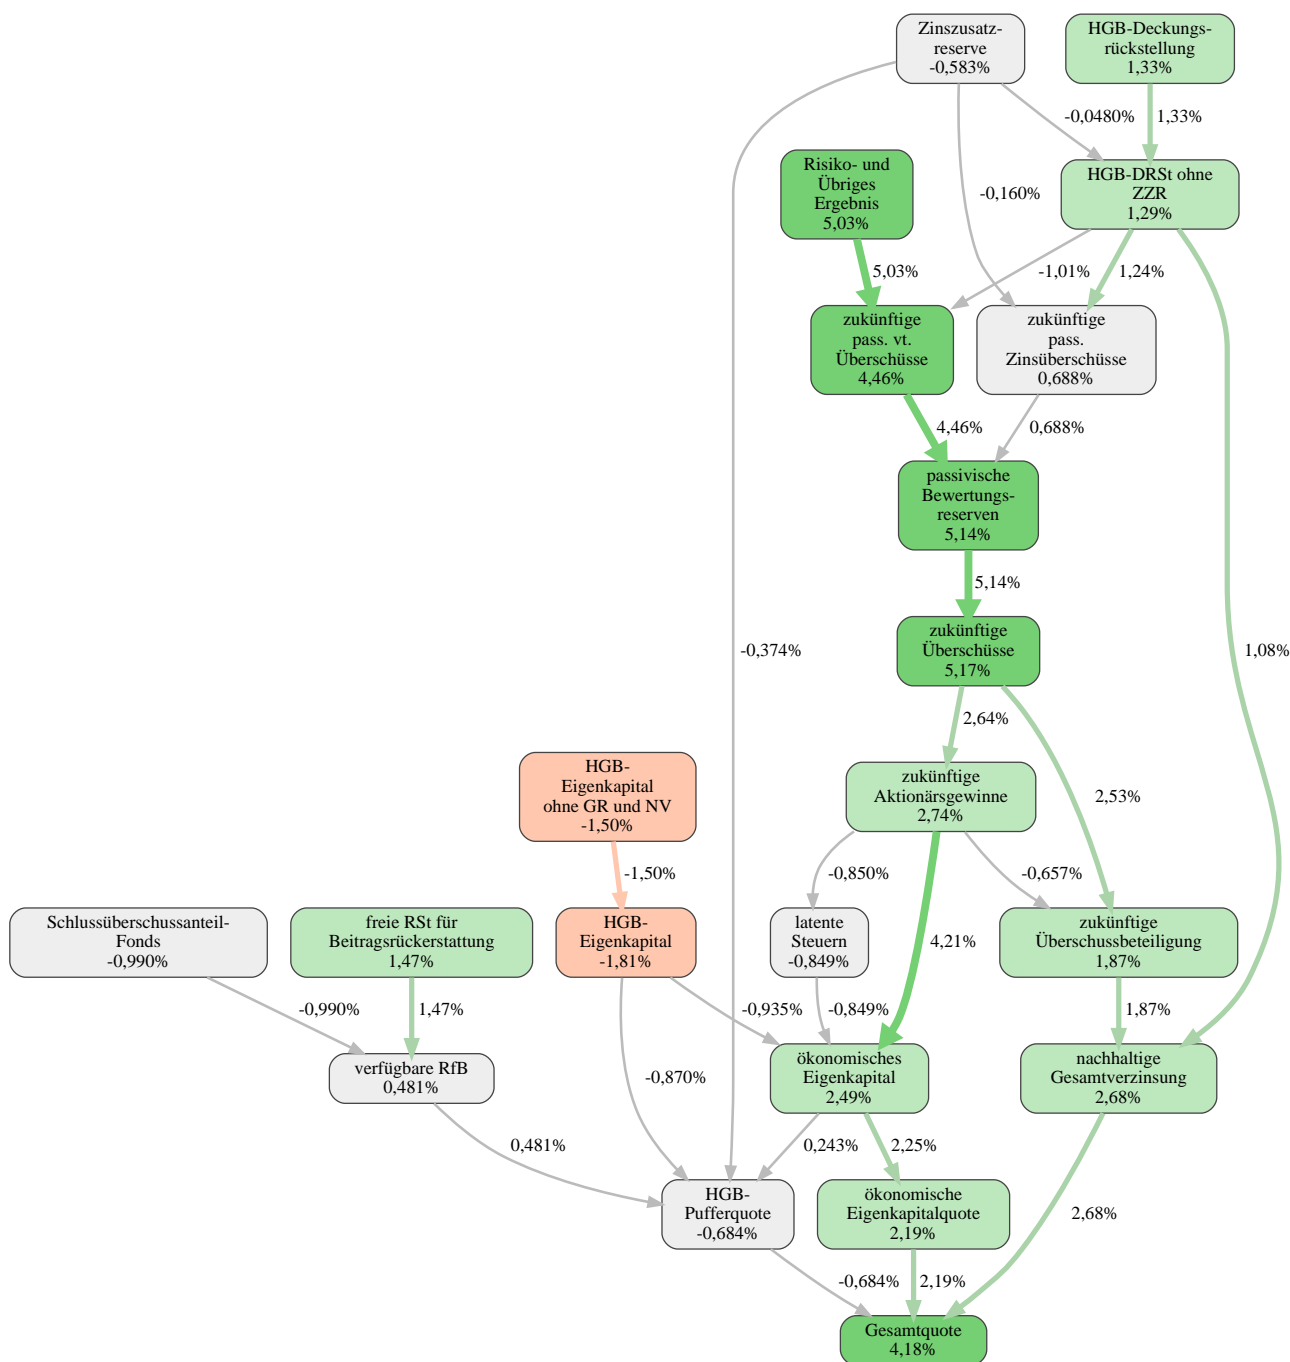 Zinszusatz-
reserve
-0,583%
HGB-Deckungs-
rückstellung
1,33%
-0,0480%
1,33%
Risiko- und
Übriges
Ergebnis
5,03%
HGB-DRSt ohne
ZZR
1,29%
-0,160%
5,03%
-1,01%
1,24%
zukünftige
pass. vt.
Überschüsse
4,46%
zukünftige
pass.
Zinsüberschüsse
0,688%
4,46%
0,688%
passivische
Bewertungs-
reserven
5,14%
5,14%
zukünftige
Überschüsse
5,17%
-0,374%
1,08%
2,64%
HGB-
Eigenkapital
ohne GR und NV
-1,50%
zukünftige
Aktionärsgewinne
2,74%
2,53%
-1,50%
-0,850%
-0,657%
Schlussüberschussanteil-
Fonds
-0,990%
freie RSt für
Beitragsrückerstattung
1,47%
HGB-
Eigenkapital
-1,81%
latente
Steuern
-0,849%
4,21%
zukünftige
Überschussbeteiligung
1,87%
-0,990%
1,47%
-0,935%
-0,849%
1,87%
verfügbare RfB
0,481%
-0,870%
ökonomisches
Eigenkapital
2,49%
nachhaltige
Gesamtverzinsung
2,68%
0,481%
0,243%
2,25%
HGB-
Pufferquote
-0,684%
ökonomische
Eigenkapitalquote
2,19%
2,68%
-0,684%
2,19%
Gesamtquote
4,18%